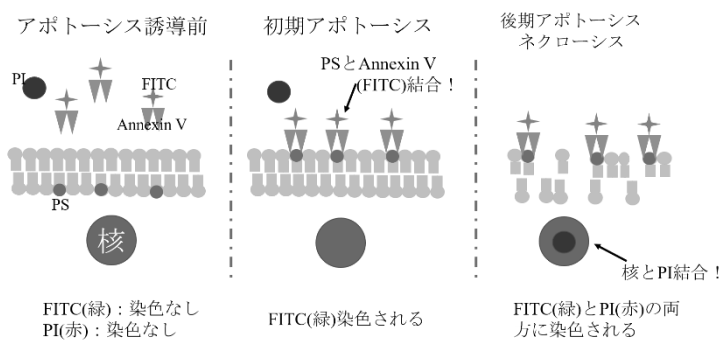 アポトーシス誘導前
PI
FITC
Annexin V
PS
核
FITC(緑)：染色なし
PI(赤)：染色なし
初期アポトーシス
PSとAnnexin V
(FITC)結合！
FITC(緑)染色される
後期アポトーシス
ネクローシス
核とPI結合！
FITC(緑)とPI(赤)の両
方に染色される